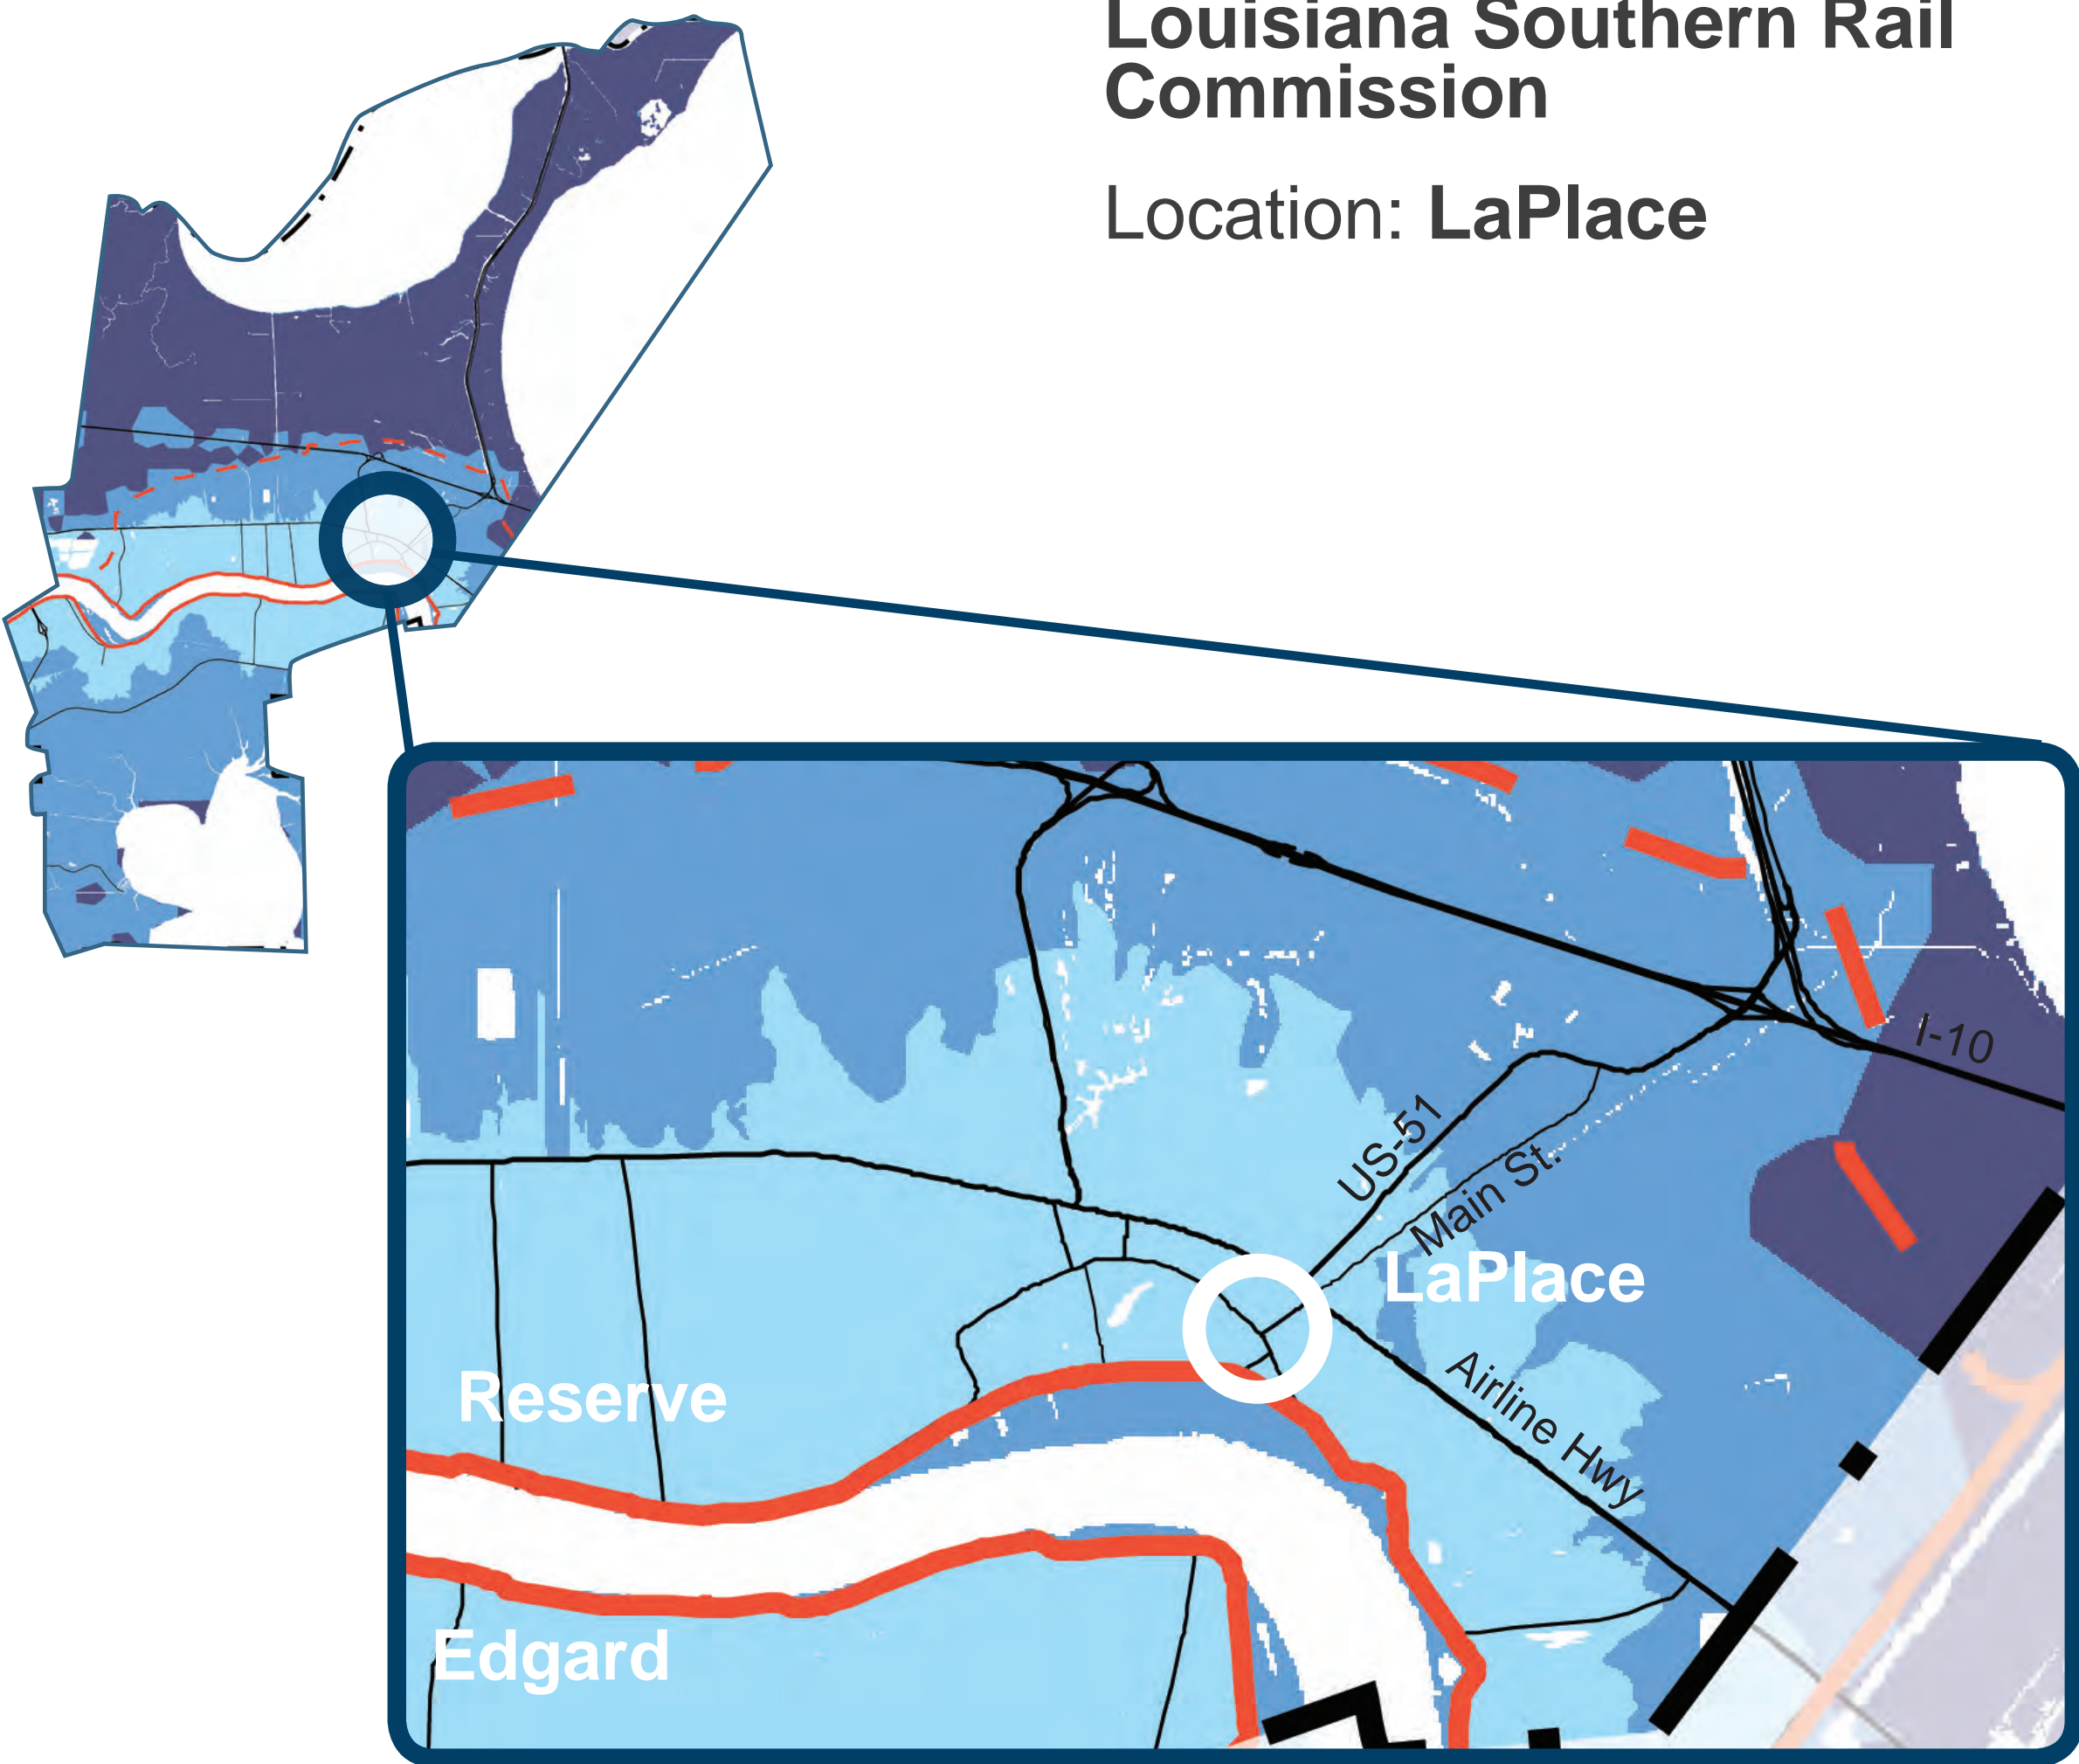 Louisiana Southern Rail
Commission
Location: LaPlace
I-10
US-51
Main St.
LaPlace
Airline Hwy
Reserve
Edgard